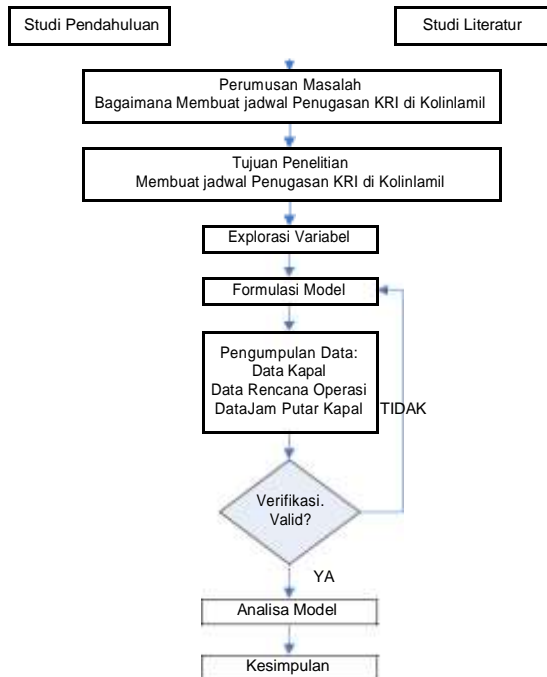 Studi Pendahuluan
Studi Literatur
Perumusan Masalah
Bagaimana Membuat jadwal Penugasan KRI di Kolinlamil
Tujuan Penelitian
Membuat jadwal Penugasan KRI di Kolinlamil
Explorasi Variabel
Formulasi Model
Pengumpulan Data:
Data Kapal
Data Rencana Operasi
DataJam Putar Kapal
TIDAK
Verifikasi.
Valid?
YA
Analisa Model
Kesimpulan